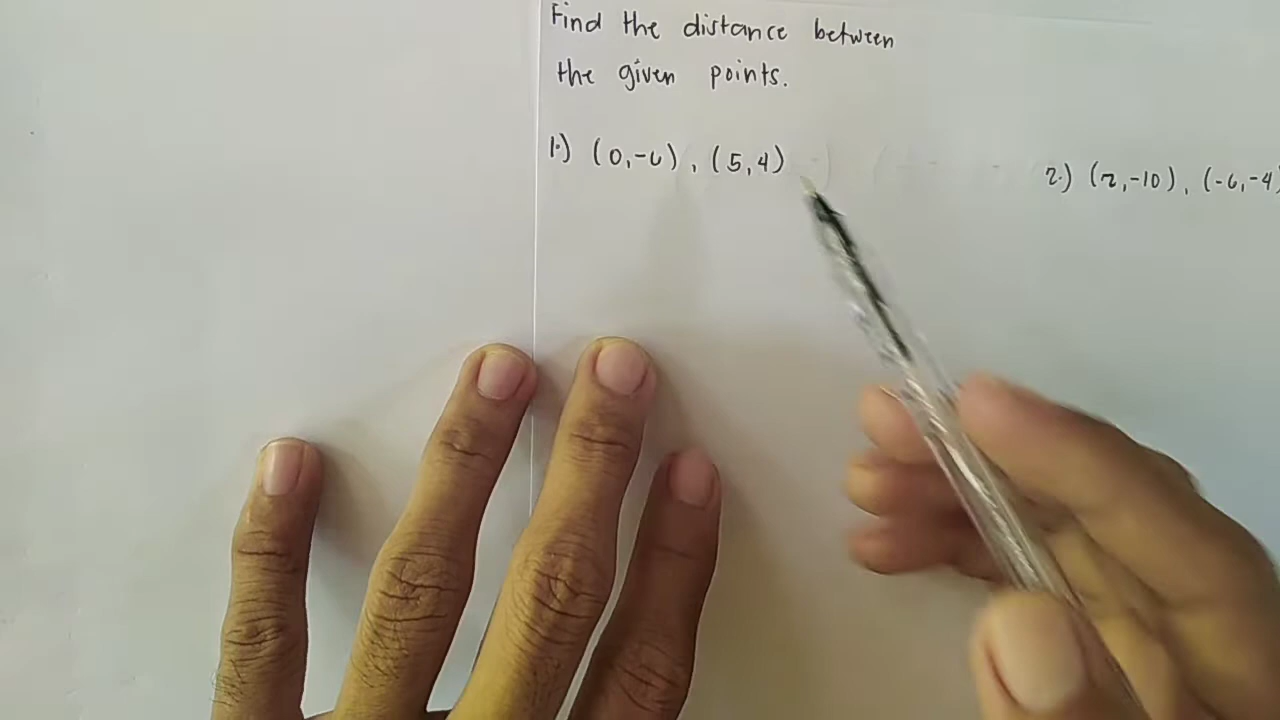 Find the distance between
the given points.
1.) (0,-6), (5,4)
2.) (2,-10), (-6,-4)